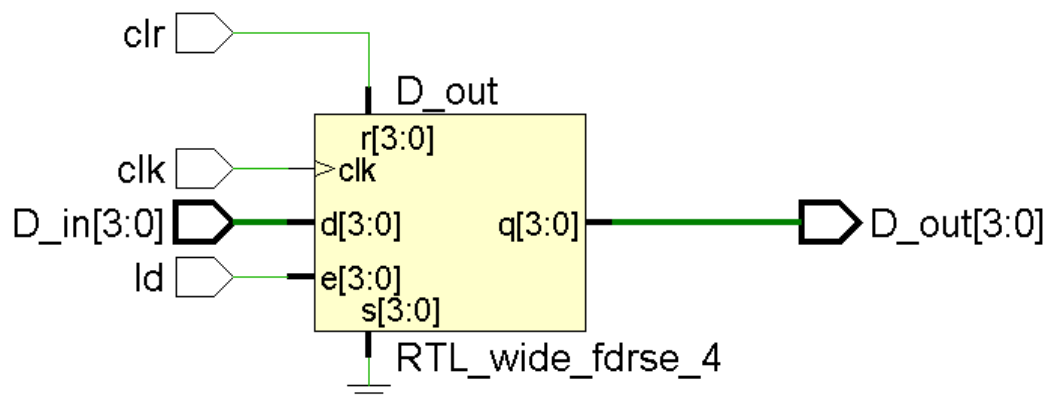 clr
D_out
r[3:0]
clk
clk
D_in[3:0]
d[3:0]
q[3:0]
D_out[3:0]
ld
e[3:0]
s[3:0]
RTL_wide_fdrse_4